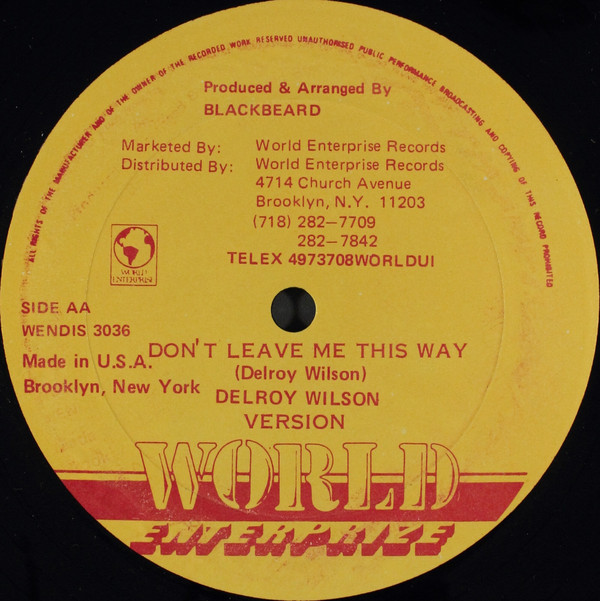 ALL RIGHTS OF THE MANUFACTURER AND OF THE OWNER OF THE RECORDED WORK RESERVED UNAUTHORISED PUBLIC PERFORMANCE BROADCASTING AND COPYING OF THIS RECORD PROHIBITED
Produced & Arranged By
BLACKBEARD
Marketed By: World Enterprise Records
Distributed By: World Enterprise Records
4714 Church Avenue
Brooklyn, N.Y. 11203
(718) 282-7709
282-7842
TELEX 4973708WORLDUI
WORLD
ENTERPRISE
SIDE AA
WENDIS 3036
Made in U.S.A.
Brooklyn, New York
DON'T LEAVE ME THIS WAY
(Delroy Wilson)
DELROY WILSON
VERSION
WORLD
ENTERPRIZE